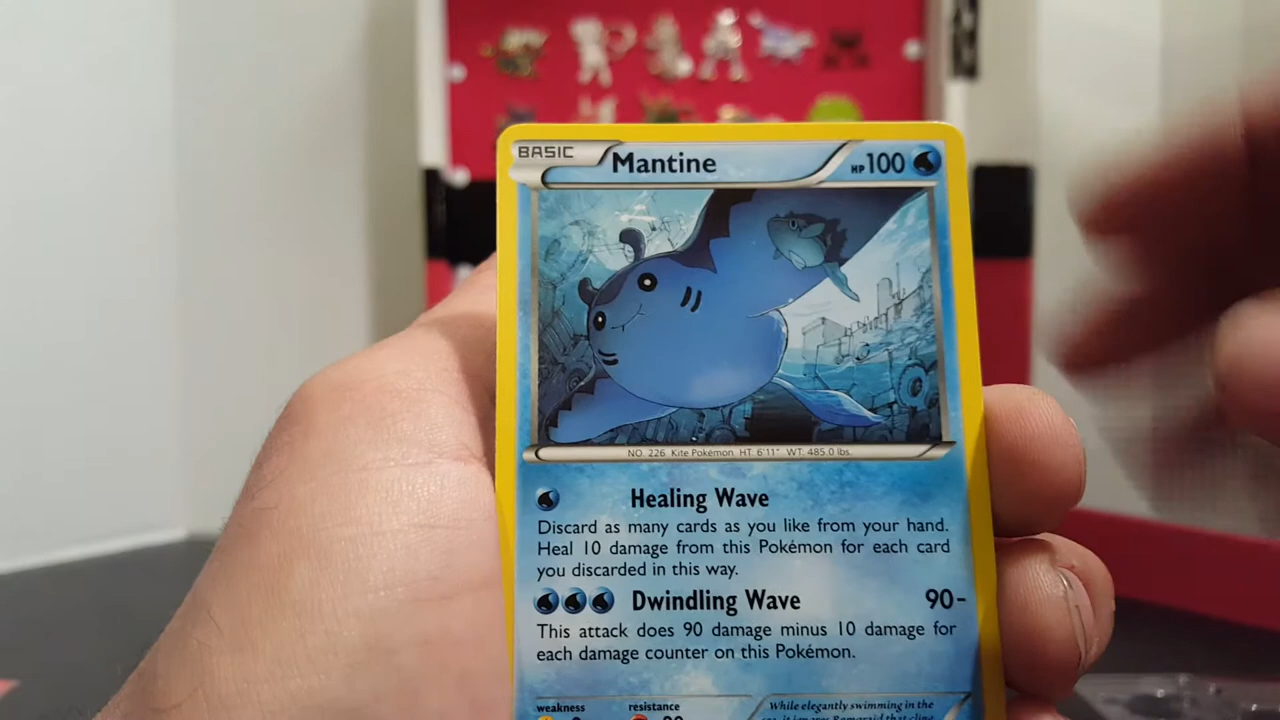 BASIC
Mantine
HP100
NO. 226 Kite Pokémon HT: 6'11" WT: 485.0 lbs.
Healing Wave
Discard as many cards as you like from your hand.
Heal 10 damage from this Pokémon for each card
you discarded in this way.
Dwindling Wave 90-
This attack does 90 damage minus 10 damage for
each damage counter on this Pokémon.
weakness resistance
While elegantly swimming in the